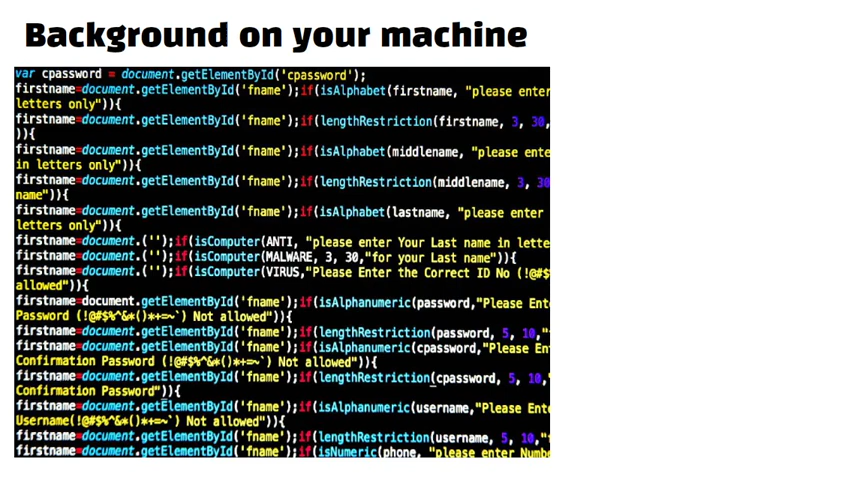 Background on your machine
var cpassword = document.getElementById('cpassword');
firstname=document.getElementById('fname');if(isAlphabet(firstname, "please enter
letters only")){
firstname=document.getElementById('fname');if(lengthRestriction(firstname, 3, 30,
)){
firstname=document.getElementById('fname');if(isAlphabet(middlename, "please ente
in letters only")){
firstname=document.getElementById('fname');if(lengthRestriction(middlename, 3, 30
name")){
firstname=document.getElementById('fname');if(isAlphabet(lastname, "please enter
letters only")){
firstname=document.('');if(isComputer(ANTI, "please enter Your Last name in lette
firstname=document.('');if(isComputer(MALWARE, 3, 30,"for your Last name")){
firstname=document.('');if(isComputer(VIRUS,"Please Enter the Correct ID No (!@#$
allowed")){
firstname=document.getElementById('fname');if(isAlphanumeric(password,"Please Ente
Password (!@#$%^&*()*+=~`) Not allowed")){
firstname=document.getElementById('fname');if(lengthRestriction(password, 5, 10,"
firstname=document.getElementById('fname');if(isAlphanumeric(cpassword,"Please En
Confirmation Password (!@#$%^&*()*+=~`) Not allowed")){
firstname=document.getElementById('fname');if(lengthRestriction(cpassword, 5, 10,"
Confirmation Password")){
firstname=document.getElementById('fname');if(isAlphanumeric(username,"Please Ente
Username(!@#$%^&*()*+=~`) Not allowed")){
firstname=document.getElementById('fname');if(lengthRestriction(username, 5, 10,"
firstname=document.getElementById('fname');if(isNumeric(phone, "please enter Numbe